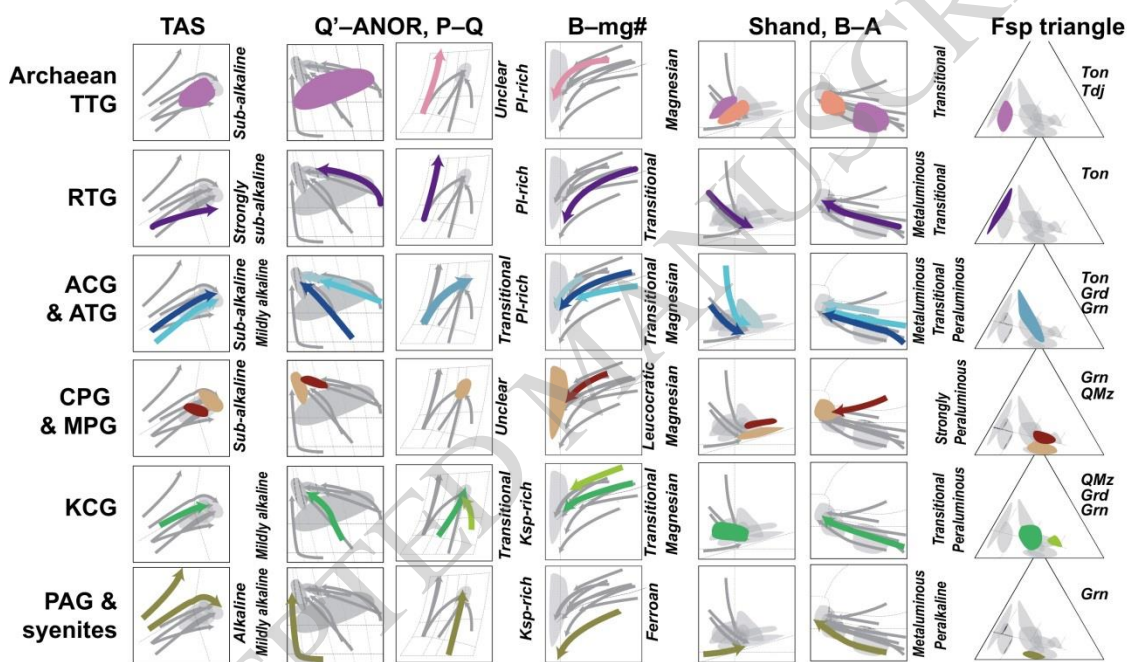 TAS
Q'–ANOR, P–Q
B–mg#
Shand, B–A
Fsp triangle
Archaean
TTG
Sub-alkaline
Unclear
Pl-rich
Magnesian
Transitional
Ton
Tdj
RTG
Strongly
sub-alkaline
Pl-rich
Transitional
Metaluminous
Transitional
Ton
ACG
& ATG
Sub-alkaline
Mildly alkaline
Transitional
Pl-rich
Transitional
Magnesian
Metaluminous
Transitional
Peraluminous
Ton
Grd
Grn
CPG
& MPG
Sub-alkaline
Unclear
Leucocratic
Magnesian
Strongly
Peraluminous
Grn
QMz
KCG
Mildly alkaline
Transitional
Ksp-rich
Transitional
Magnesian
Transitional
Peraluminous
QMz
Grd
Grn
PAG &
syenites
Alkaline
Mildly alkaline
Ksp-rich
Ferroan
Metaluminous
Peralkaline
Grn
PTED MANUSCR